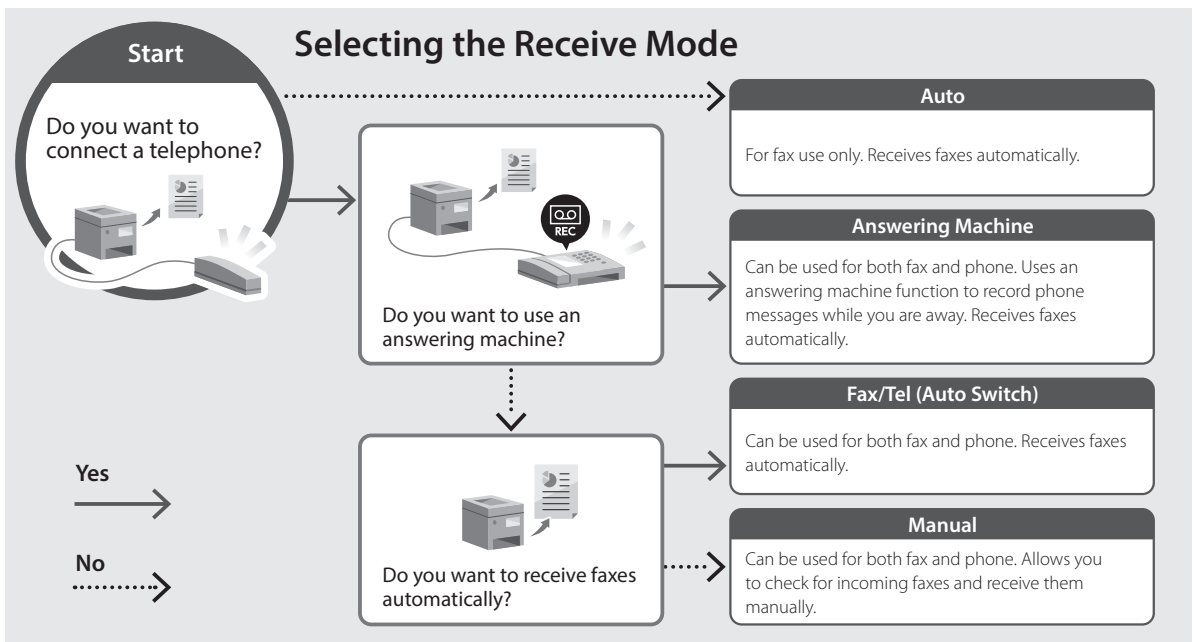 Selecting the Receive Mode
Start
Do you want to
connect a telephone?
REC
Do you want to use an
answering machine?
Do you want to receive faxes
automatically?
Auto
For fax use only. Receives faxes automatically.
Answering Machine
Can be used for both fax and phone. Uses an
answering machine function to record phone
messages while you are away. Receives faxes
automatically.
Fax/Tel (Auto Switch)
Can be used for both fax and phone. Receives faxes
automatically.
Manual
Can be used for both fax and phone. Allows you
to check for incoming faxes and receive them
manually.
Yes
No